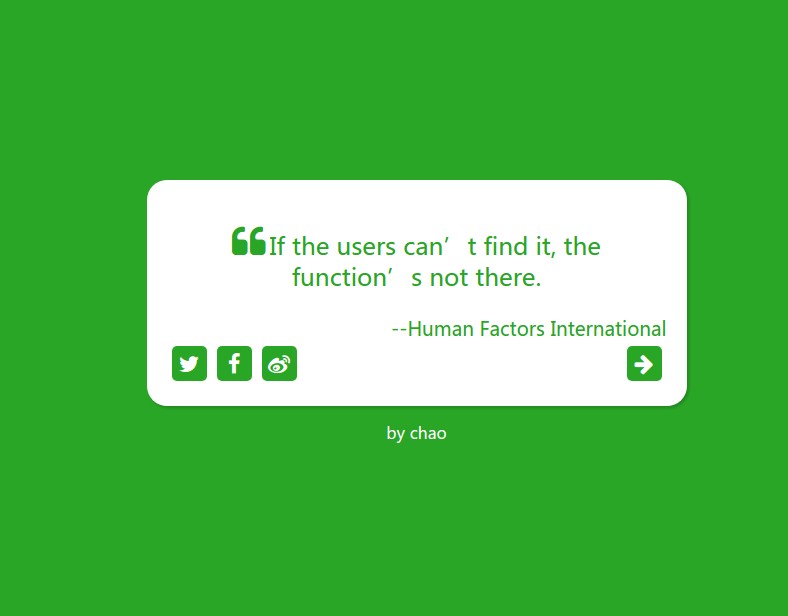 If the users can’t find it, the
function’s not there.
--Human Factors International
by chao